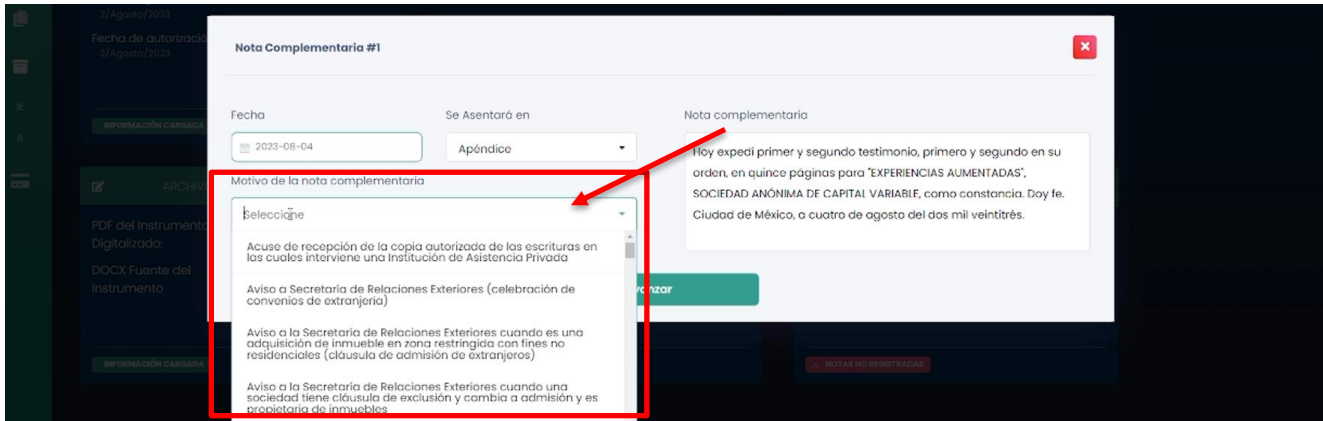 2/Agosto/2023
Fecha de autorizació
2/Agosto/2023
INFORMACIÓN CARGADA
ARCHIV
PDF del Instrumento
Digitalizado:
DOCX Fuente del
Instrumento
INFORMACIÓN CARGADA
Nota Complementaria #1
Fecha
2023-08-04
Se Asentará en
Apéndice
Motivo de la nota complementaria
Seleccione
Acuse de recepción de la copia autorizada de las escrituras en
las cuales interviene una Institución de Asistencia Privada
Aviso a Secretaría de Relaciones Exteriores (celebración de
convenios de extranjería)
Aviso a la Secretaría de Relaciones Exteriores cuando es una
adquisición de inmueble en zona restringida con fines no
residenciales (cláusula de admisión de extranjeros)
Aviso a la Secretaría de Relaciones Exteriores cuando una
sociedad tiene cláusula de exclusión y cambia a admisión y es
propietaria de inmuebles
Nota complementaria
Hoy expedí primer y segundo testimonio, primero y segundo en su
orden, en quince páginas para "EXPERIENCIAS AUMENTADAS",
SOCIEDAD ANÓNIMA DE CAPITAL VARIABLE, como constancia. Doy fe.
Ciudad de México, a cuatro de agosto del dos mil veintitrés.
vanzar
NOTAS NO REGISTRADAS